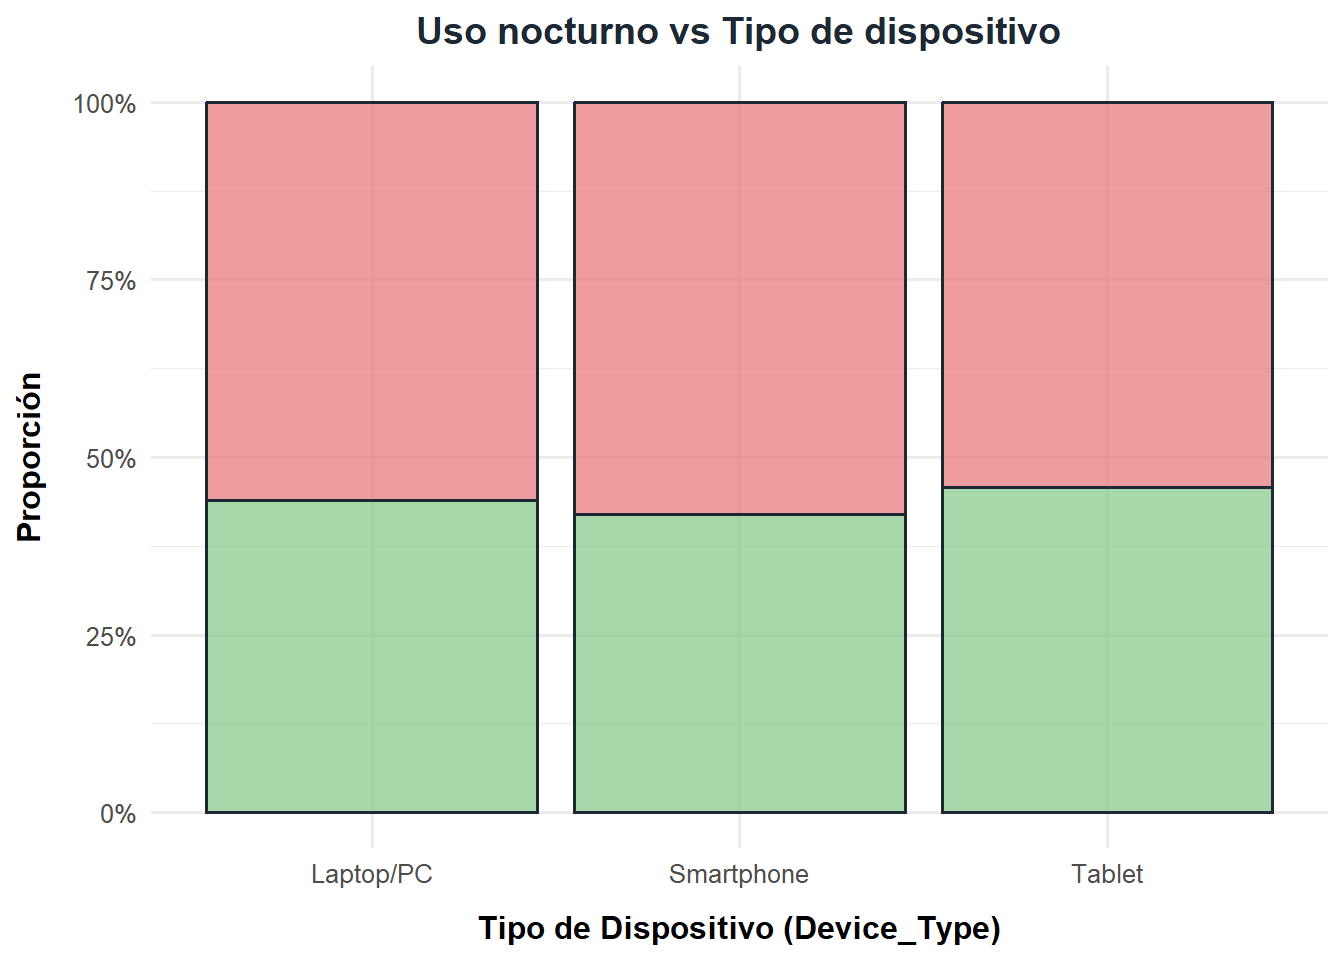 Uso nocturno vs Tipo de dispositivo
100%
75%
50%
25%
0%
Proporción
Laptop/PC
Smartphone
Tablet
Tipo de Dispositivo (Device_Type)